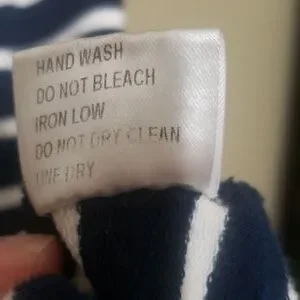 HAND WASH
DO NOT BLEACH
IRON LOW
DO NOT DRY CLEAN
LINE DRY